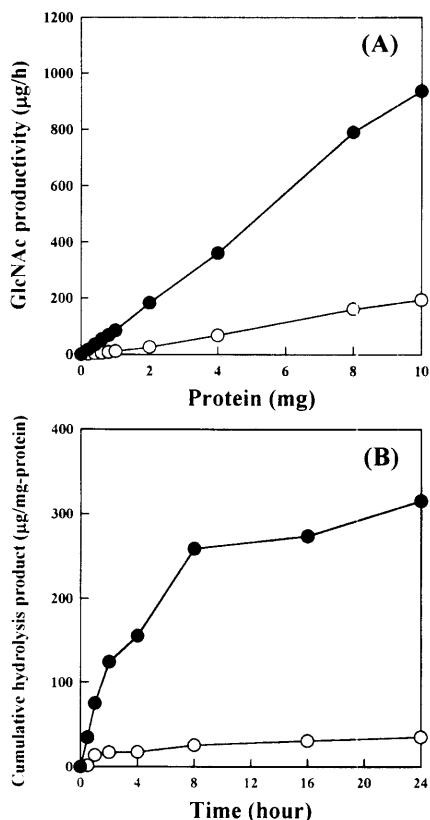 (A)
GlcNAc productivity (μg/h)
1200
1000
800
600
400
200
0
0 2 4 6 8 10
Protein (mg)
(B)
Cumulative hydrolysis product (μg/mg-protein)
400
300
200
100
0
0 4 8 12 16 20 24
Time (hour)